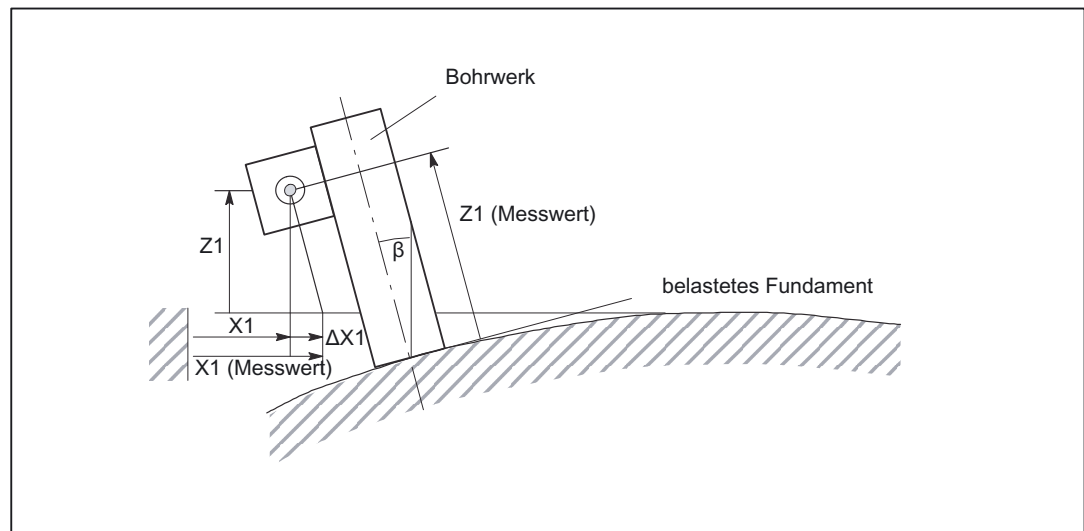 Bohrwerk
Z1 (Messwert)
Z1
β
belastetes Fundament
X1
ΔX1
X1 (Messwert)